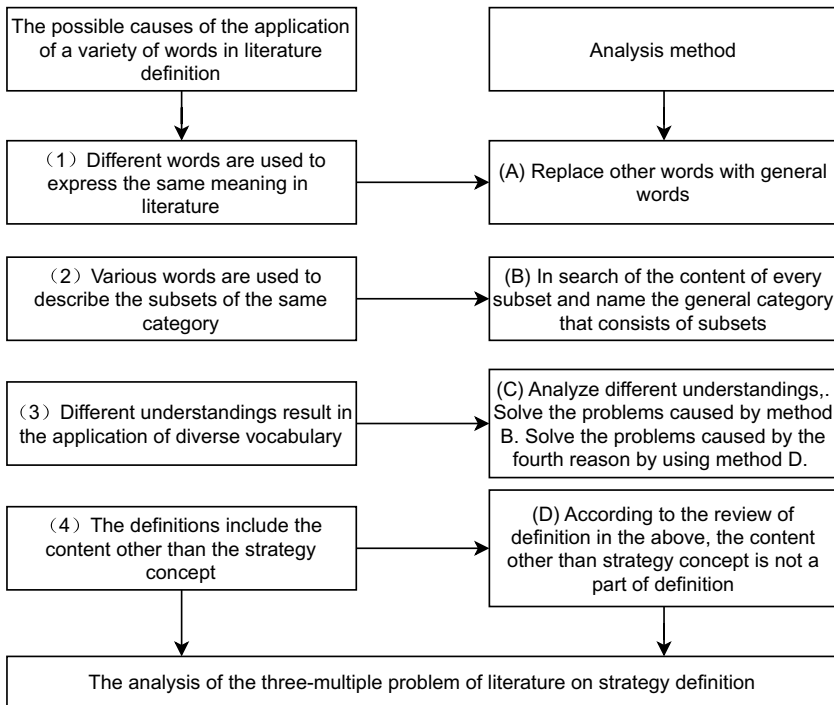 The possible causes of the application
of a variety of words in literature
definition
Analysis method
（1）Different words are used to
express the same meaning in
literature
(A) Replace other words with general
words
（2）Various words are used to
describe the subsets of the same
category
(B) In search of the content of every
subset and name the general category
that consists of subsets
（3）Different understandings result in
the application of diverse vocabulary
(C) Analyze different understandings,.
Solve the problems caused by method
B. Solve the problems caused by the
fourth reason by using method D.
（4）The definitions include the
content other than the strategy
concept
(D) According to the review of
definition in the above, the content
other than strategy concept is not a
part of definition
The analysis of the three-multiple problem of literature on strategy definition